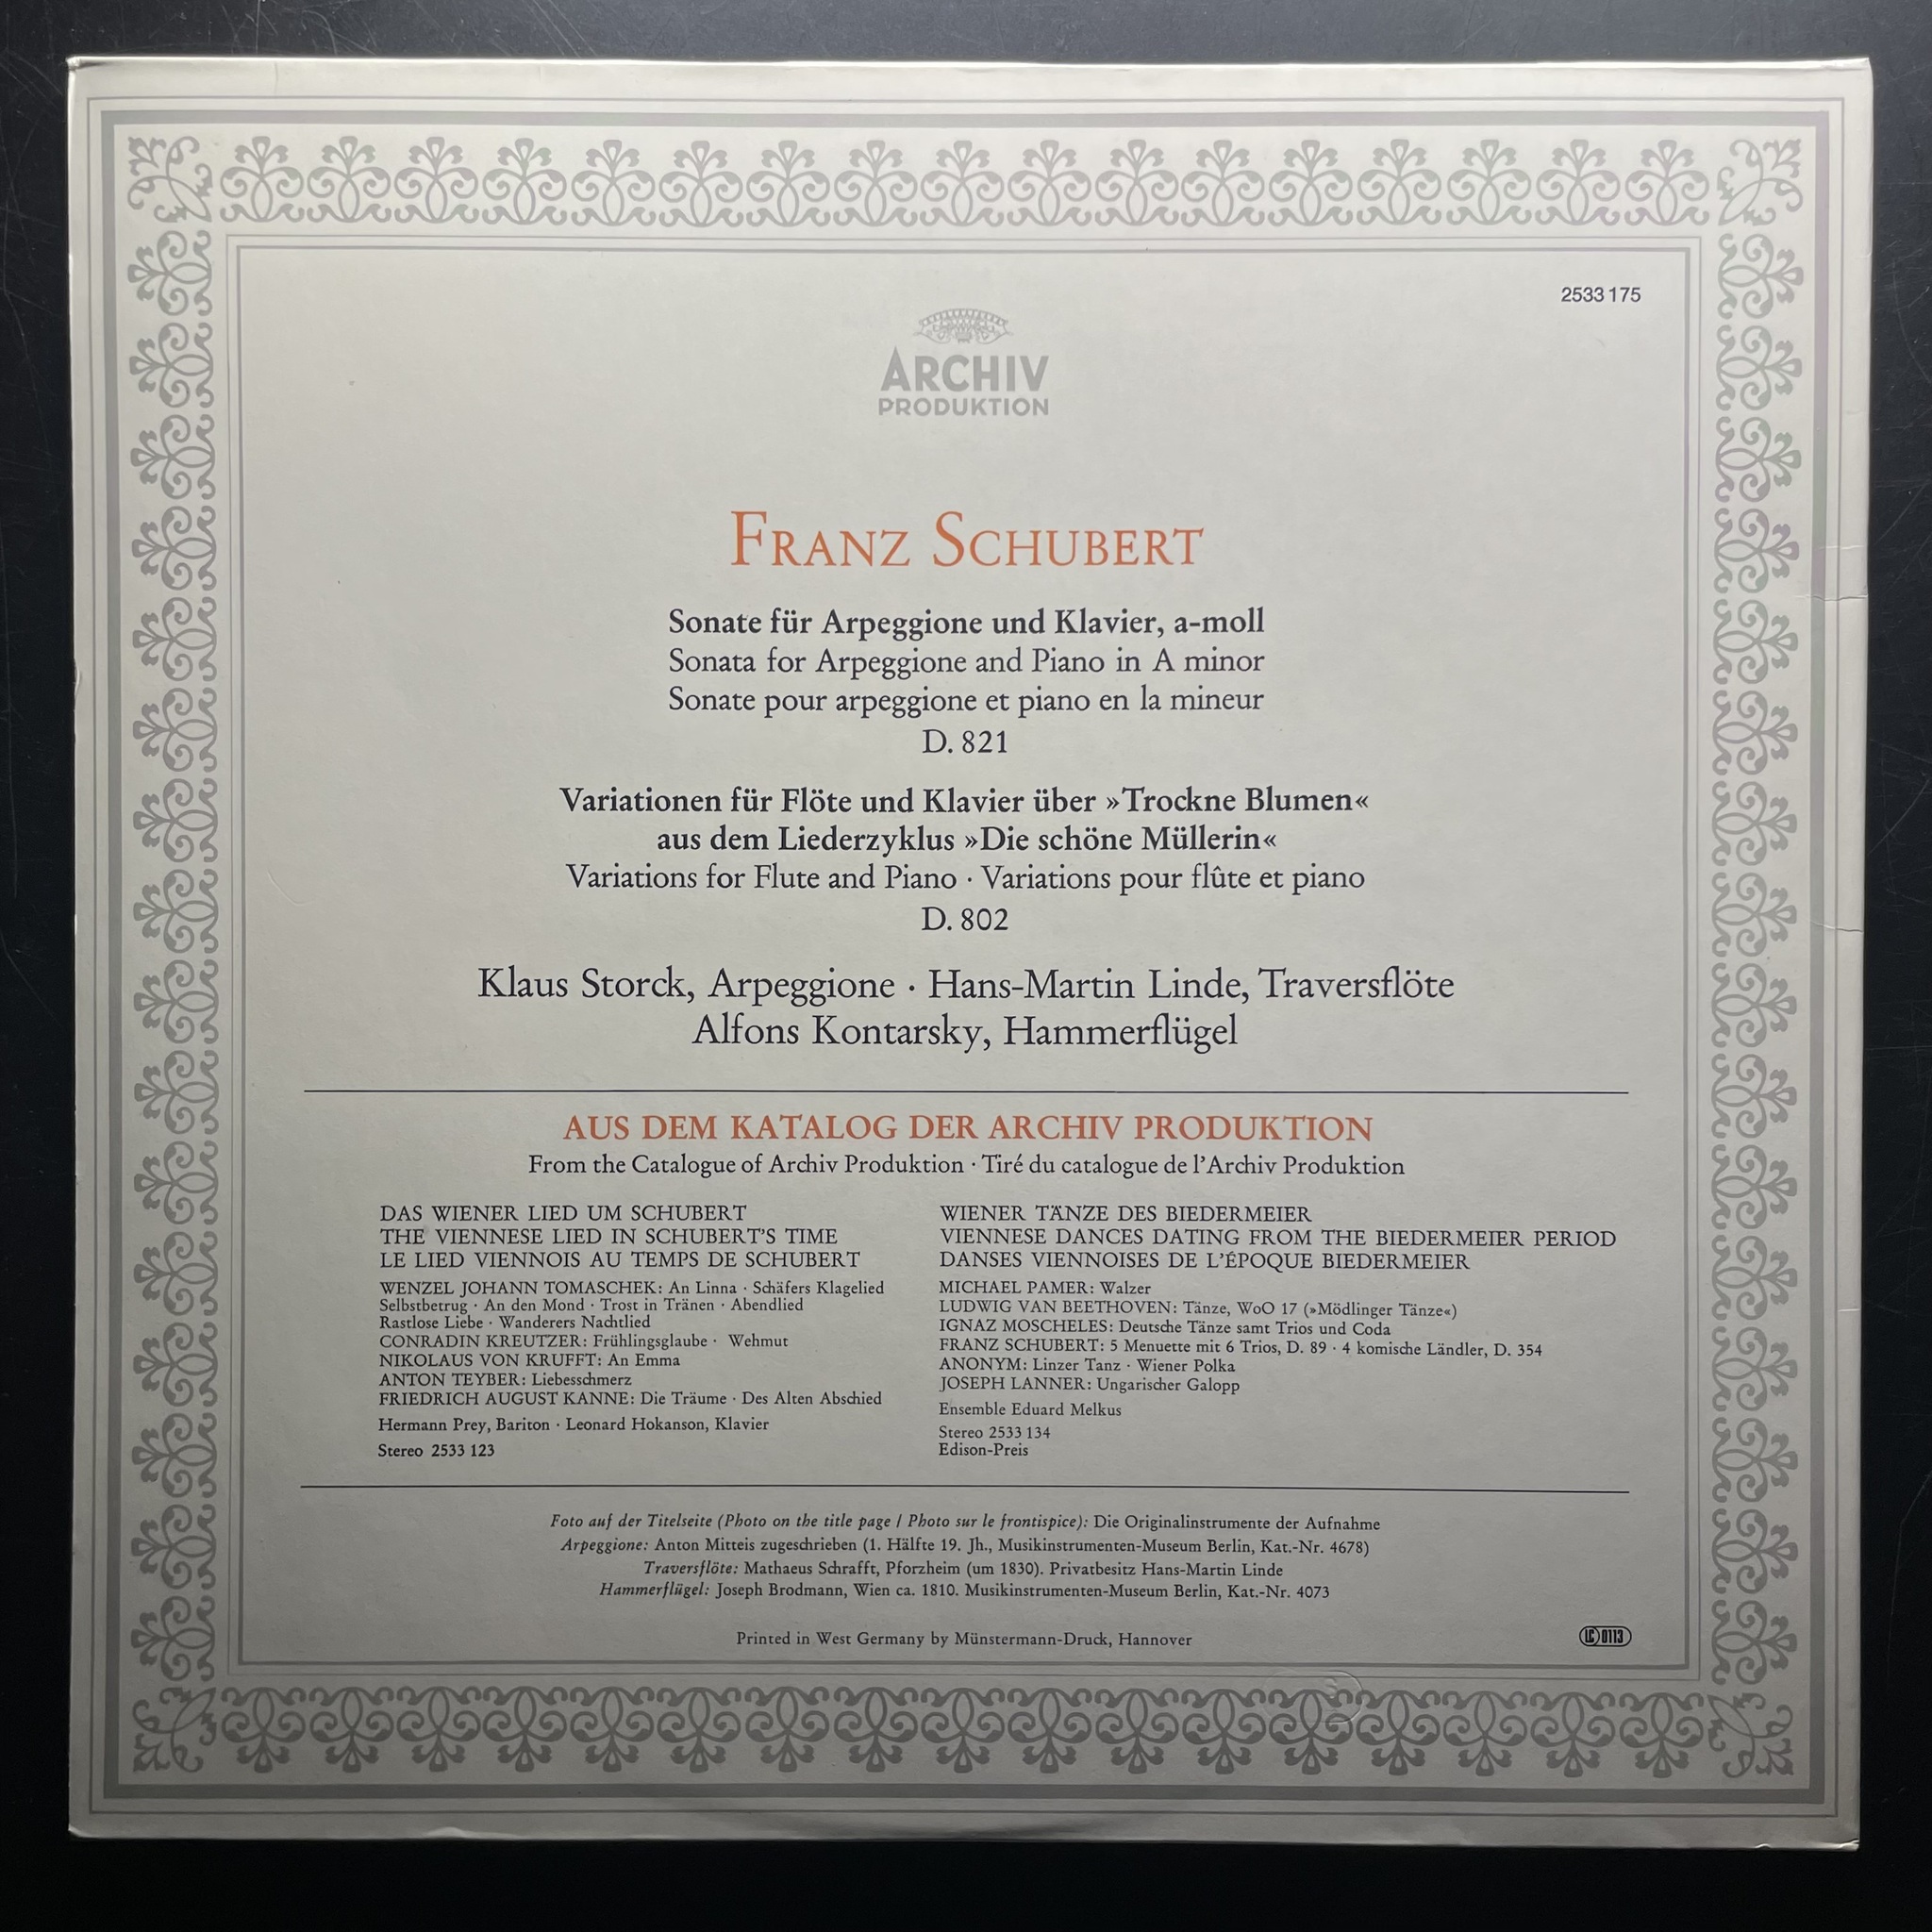 2533 175
ARCHIV
PRODUKTION
FRANZ SCHUBERT
Sonate für Arpeggione und Klavier, a-moll
Sonata for Arpeggione and Piano in A minor
Sonate pour arpeggione et piano en la mineur
D. 821
Variationen für Flöte und Klavier über »Trockne Blumen«
aus dem Liederzyklus »Die schöne Müllerin«
Variations for Flute and Piano · Variations pour flûte et piano
D. 802
Klaus Storck, Arpeggione · Hans-Martin Linde, Traversflöte
Alfons Kontarsky, Hammerflügel
AUS DEM KATALOG DER ARCHIV PRODUKTION
From the Catalogue of Archiv Produktion · Tiré du catalogue de l'Archiv Produktion
DAS WIENER LIED UM SCHUBERT
THE VIENNESE LIED IN SCHUBERT'S TIME
LE LIED VIENNOIS AU TEMPS DE SCHUBERT
WENZEL JOHANN TOMASCHEK: An Linna · Schäfers Klagelied
Selbstbetrug · An den Mond · Trost in Tränen · Abendlied
Rastlose Liebe · Wanderers Nachtlied
CONRADIN KREUTZER: Frühlingsglaube · Wehmut
NIKOLAUS VON KRUFFT: An Emma
ANTON TEYBER: Liebesschmerz
FRIEDRICH AUGUST KANNE: Die Träume · Des Alten Abschied
Hermann Prey, Bariton · Leonard Hokanson, Klavier
Stereo 2533 123
WIENER TÄNZE DES BIEDERMEIER
VIENNESE DANCES DATING FROM THE BIEDERMEIER PERIOD
DANSES VIENNOISES DE L'ÉPOQUE BIEDERMEIER
MICHAEL PAMER: Walzer
LUDWIG VAN BEETHOVEN: Tänze, WoO 17 (»Mödlinger Tänze«)
IGNAZ MOSCHELES: Deutsche Tänze samt Trios und Coda
FRANZ SCHUBERT: 5 Menuette mit 6 Trios, D. 89 · 4 komische Ländler, D. 354
ANONYM: Linzer Tanz · Wiener Polka
JOSEPH LANNER: Ungarischer Galopp
Ensemble Eduard Melkus
Stereo 2533 134
Edison-Preis
Foto auf der Titelseite (Photo on the title page / Photo sur le frontispice): Die Originalinstrumente der Aufnahme
Arpeggione: Anton Mitteis zugeschrieben (1. Hälfte 19. Jh., Musikinstrumenten-Museum Berlin, Kat.-Nr. 4678)
Traversflöte: Mathaeus Schrafft, Pforzheim (um 1830). Privatbesitz Hans-Martin Linde
Hammerflügel: Joseph Brodmann, Wien ca. 1810. Musikinstrumenten-Museum Berlin, Kat.-Nr. 4073
Printed in West Germany by Münstermann-Druck, Hannover
LC 0113